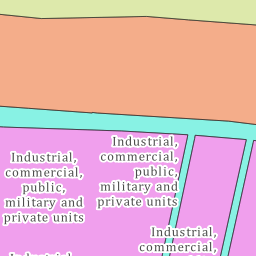 Industrial,
commercial,
public,
military and
private units
Industrial,
commercial,
public,
military and
private units
Industrial,
commercial,